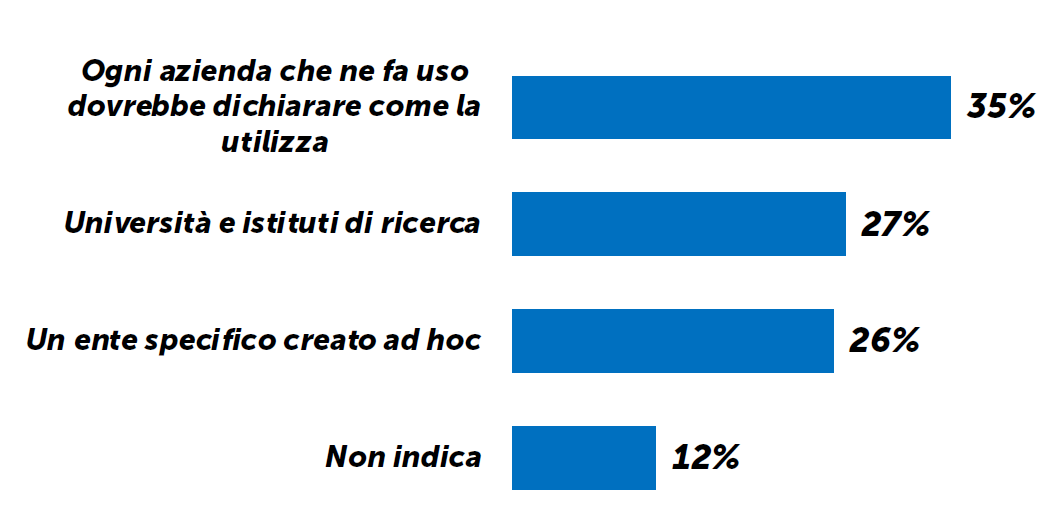 Ogni azienda che ne fa uso
dovrebbe dichiarare come la
utilizza
35%
Università e istituti di ricerca
27%
Un ente specifico creato ad hoc
26%
Non indica
12%